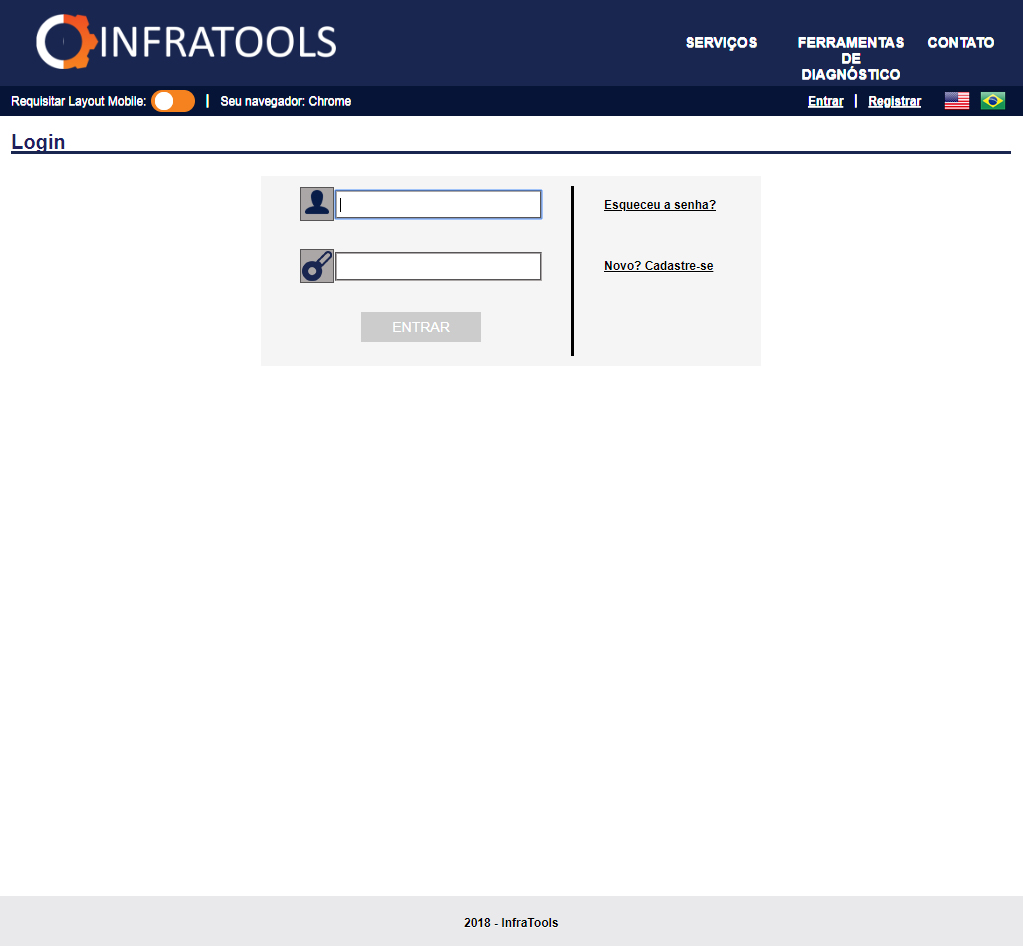 INFRATOOLS
SERVIÇOS
FERRAMENTAS
DE
DIAGNÓSTICO
CONTATO
Requisitar Layout Mobile: | Seu navegador: Chrome
Entrar | Registrar
Login
Esqueceu a senha?
Novo? Cadastre-se
ENTRAR
2018 - InfraTools